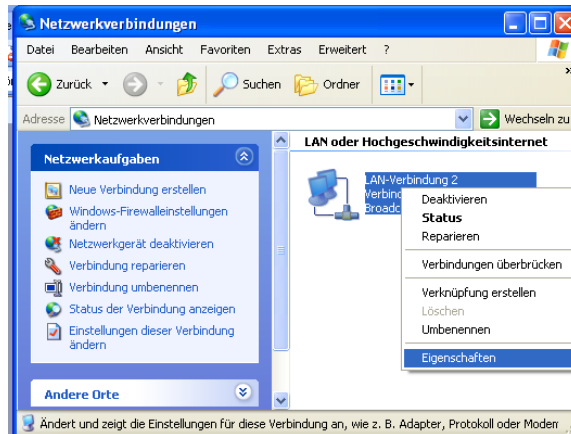 Netzwerkverbindungen
Datei Bearbeiten Ansicht Favoriten Extras Erweitert ?
Zurück Suchen Ordner
Adresse Netzwerkverbindungen Wechseln zu
Netzwerkaufgaben
Neue Verbindung erstellen
Windows-Firewalleinstellungen
ändern
Netzwerkgerät deaktivieren
Verbindung reparieren
Verbindung umbenennen
Status der Verbindung anzeigen
Einstellungen dieser Verbindung
ändern
Andere Orte
LAN oder Hochgeschwindigkeitsinternet
LAN-Verbindung 2
Deaktivieren
Status
Reparieren
Verbindungen überbrücken
Verknüpfung erstellen
Löschen
Umbenennen
Eigenschaften
Ändert und zeigt die Einstellungen für diese Verbindung an, wie z. B. Adapter, Protokoll oder